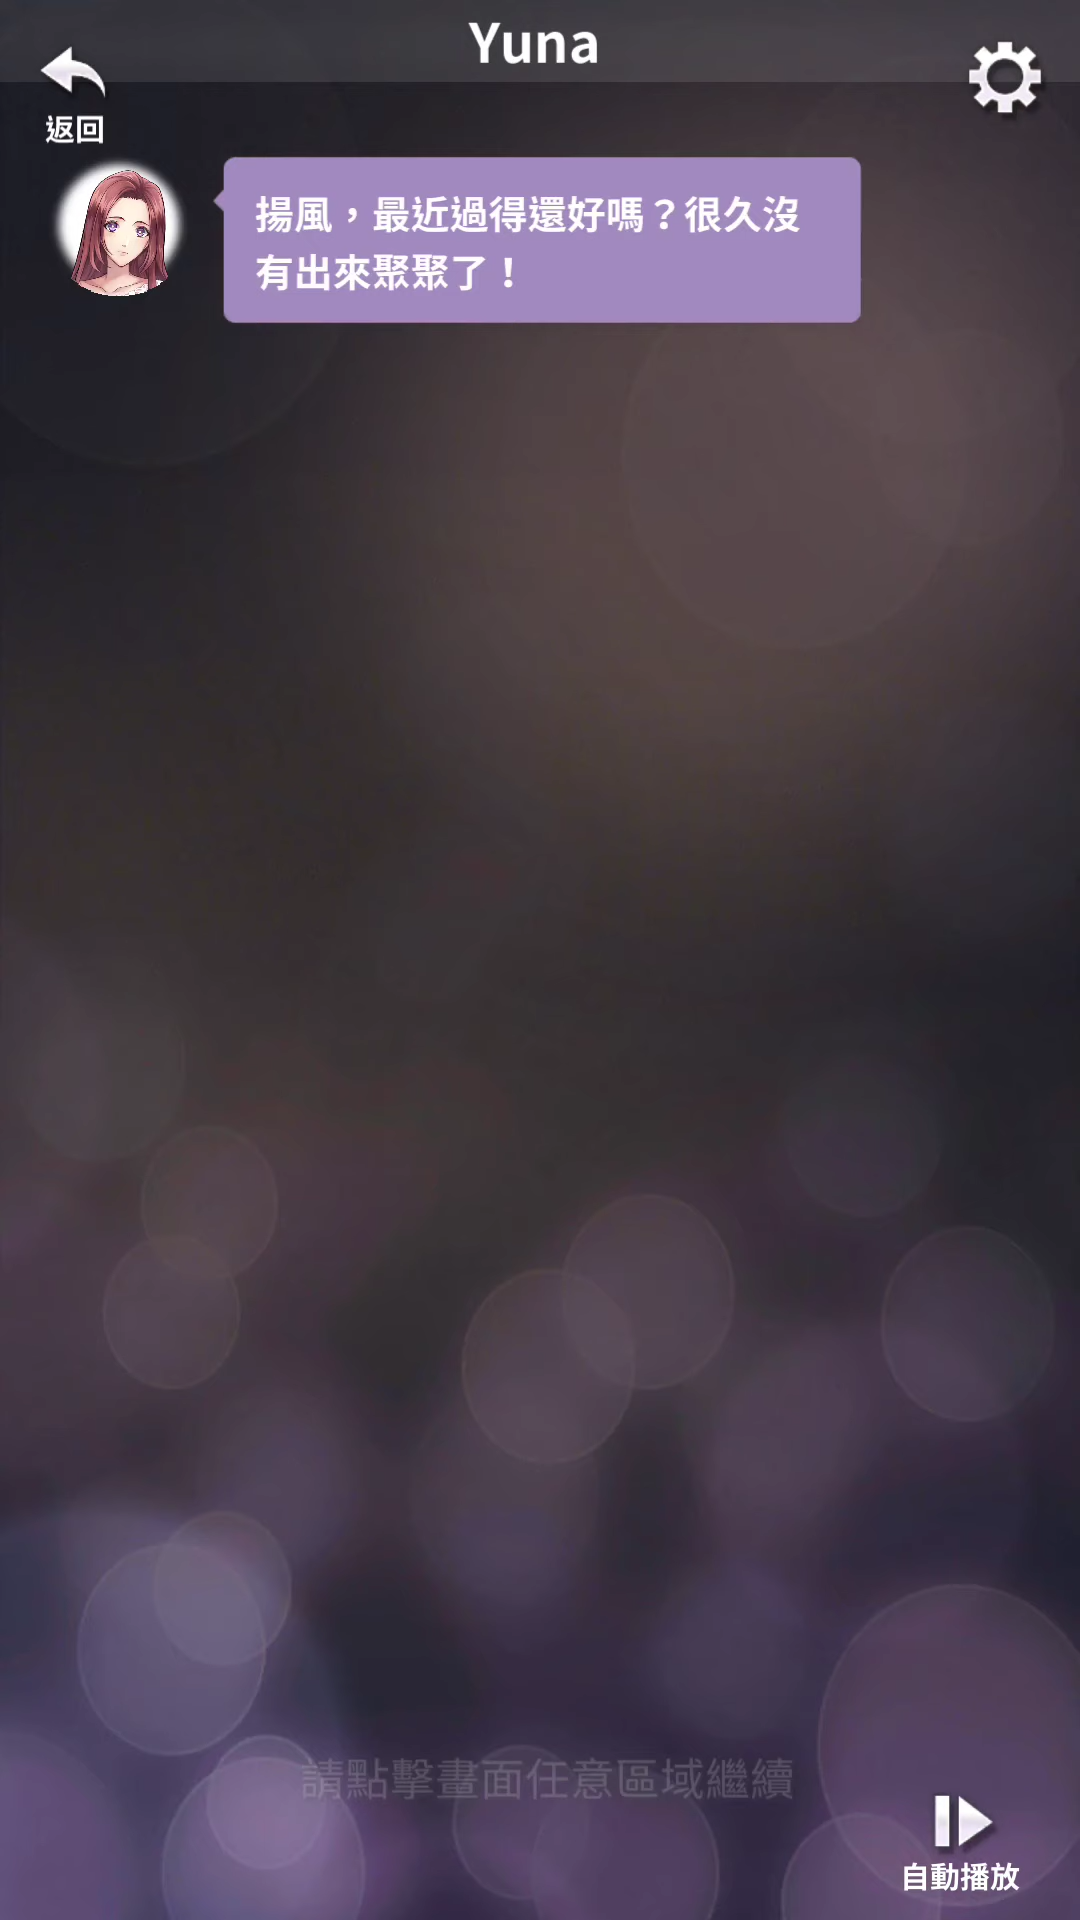 Yuna
返回
揚風，最近過得還好嗎？很久沒
有出來聚聚了！
請點擊畫面任意區域繼續
自動播放